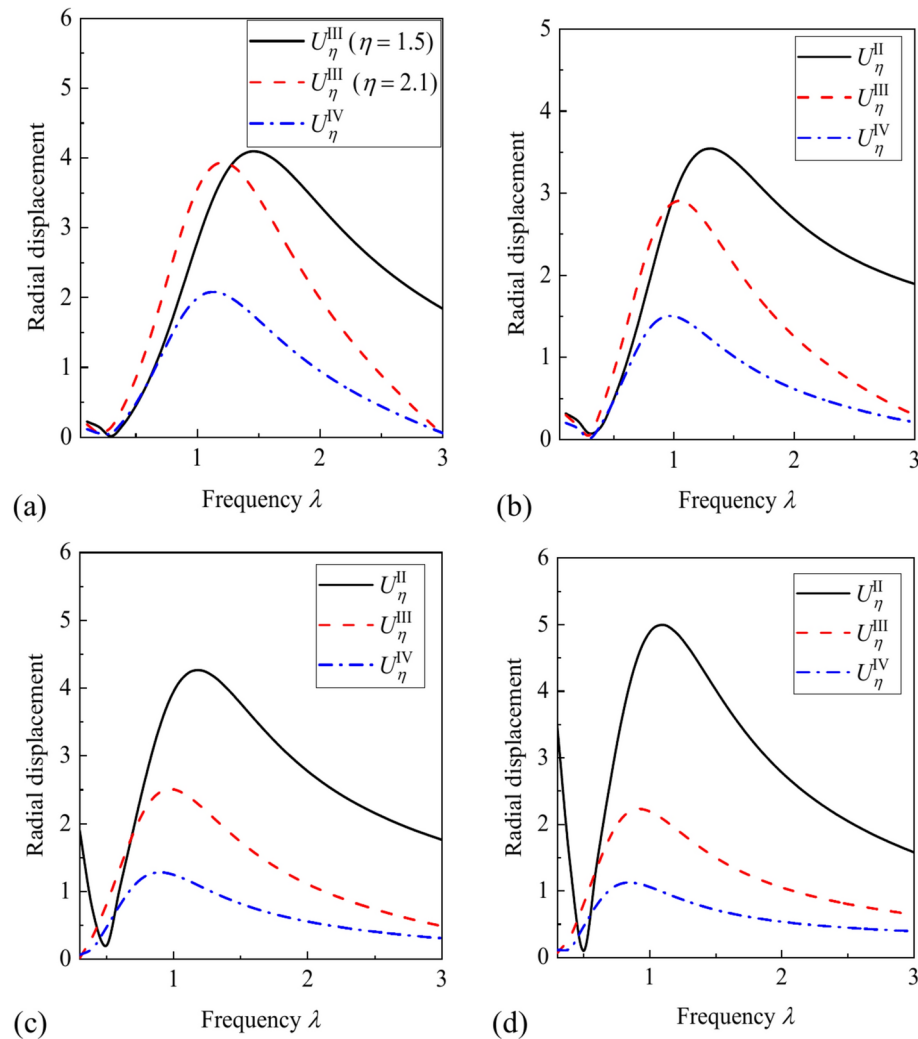 6
5
4
3
2
1
0
1
2
3
Radial displacement
Frequency λ
U_η^III (η = 1.5)
U_η^III (η = 2.1)
U_η^IV
(a)
5
4
3
2
1
0
1
2
3
Radial displacement
Frequency λ
U_η^II
U_η^III
U_η^IV
(b)
6
5
4
3
2
1
0
1
2
3
Radial displacement
Frequency λ
U_η^II
U_η^III
U_η^IV
(c)
6
5
4
3
2
1
0
1
2
3
Radial displacement
Frequency λ
U_η^II
U_η^III
U_η^IV
(d)